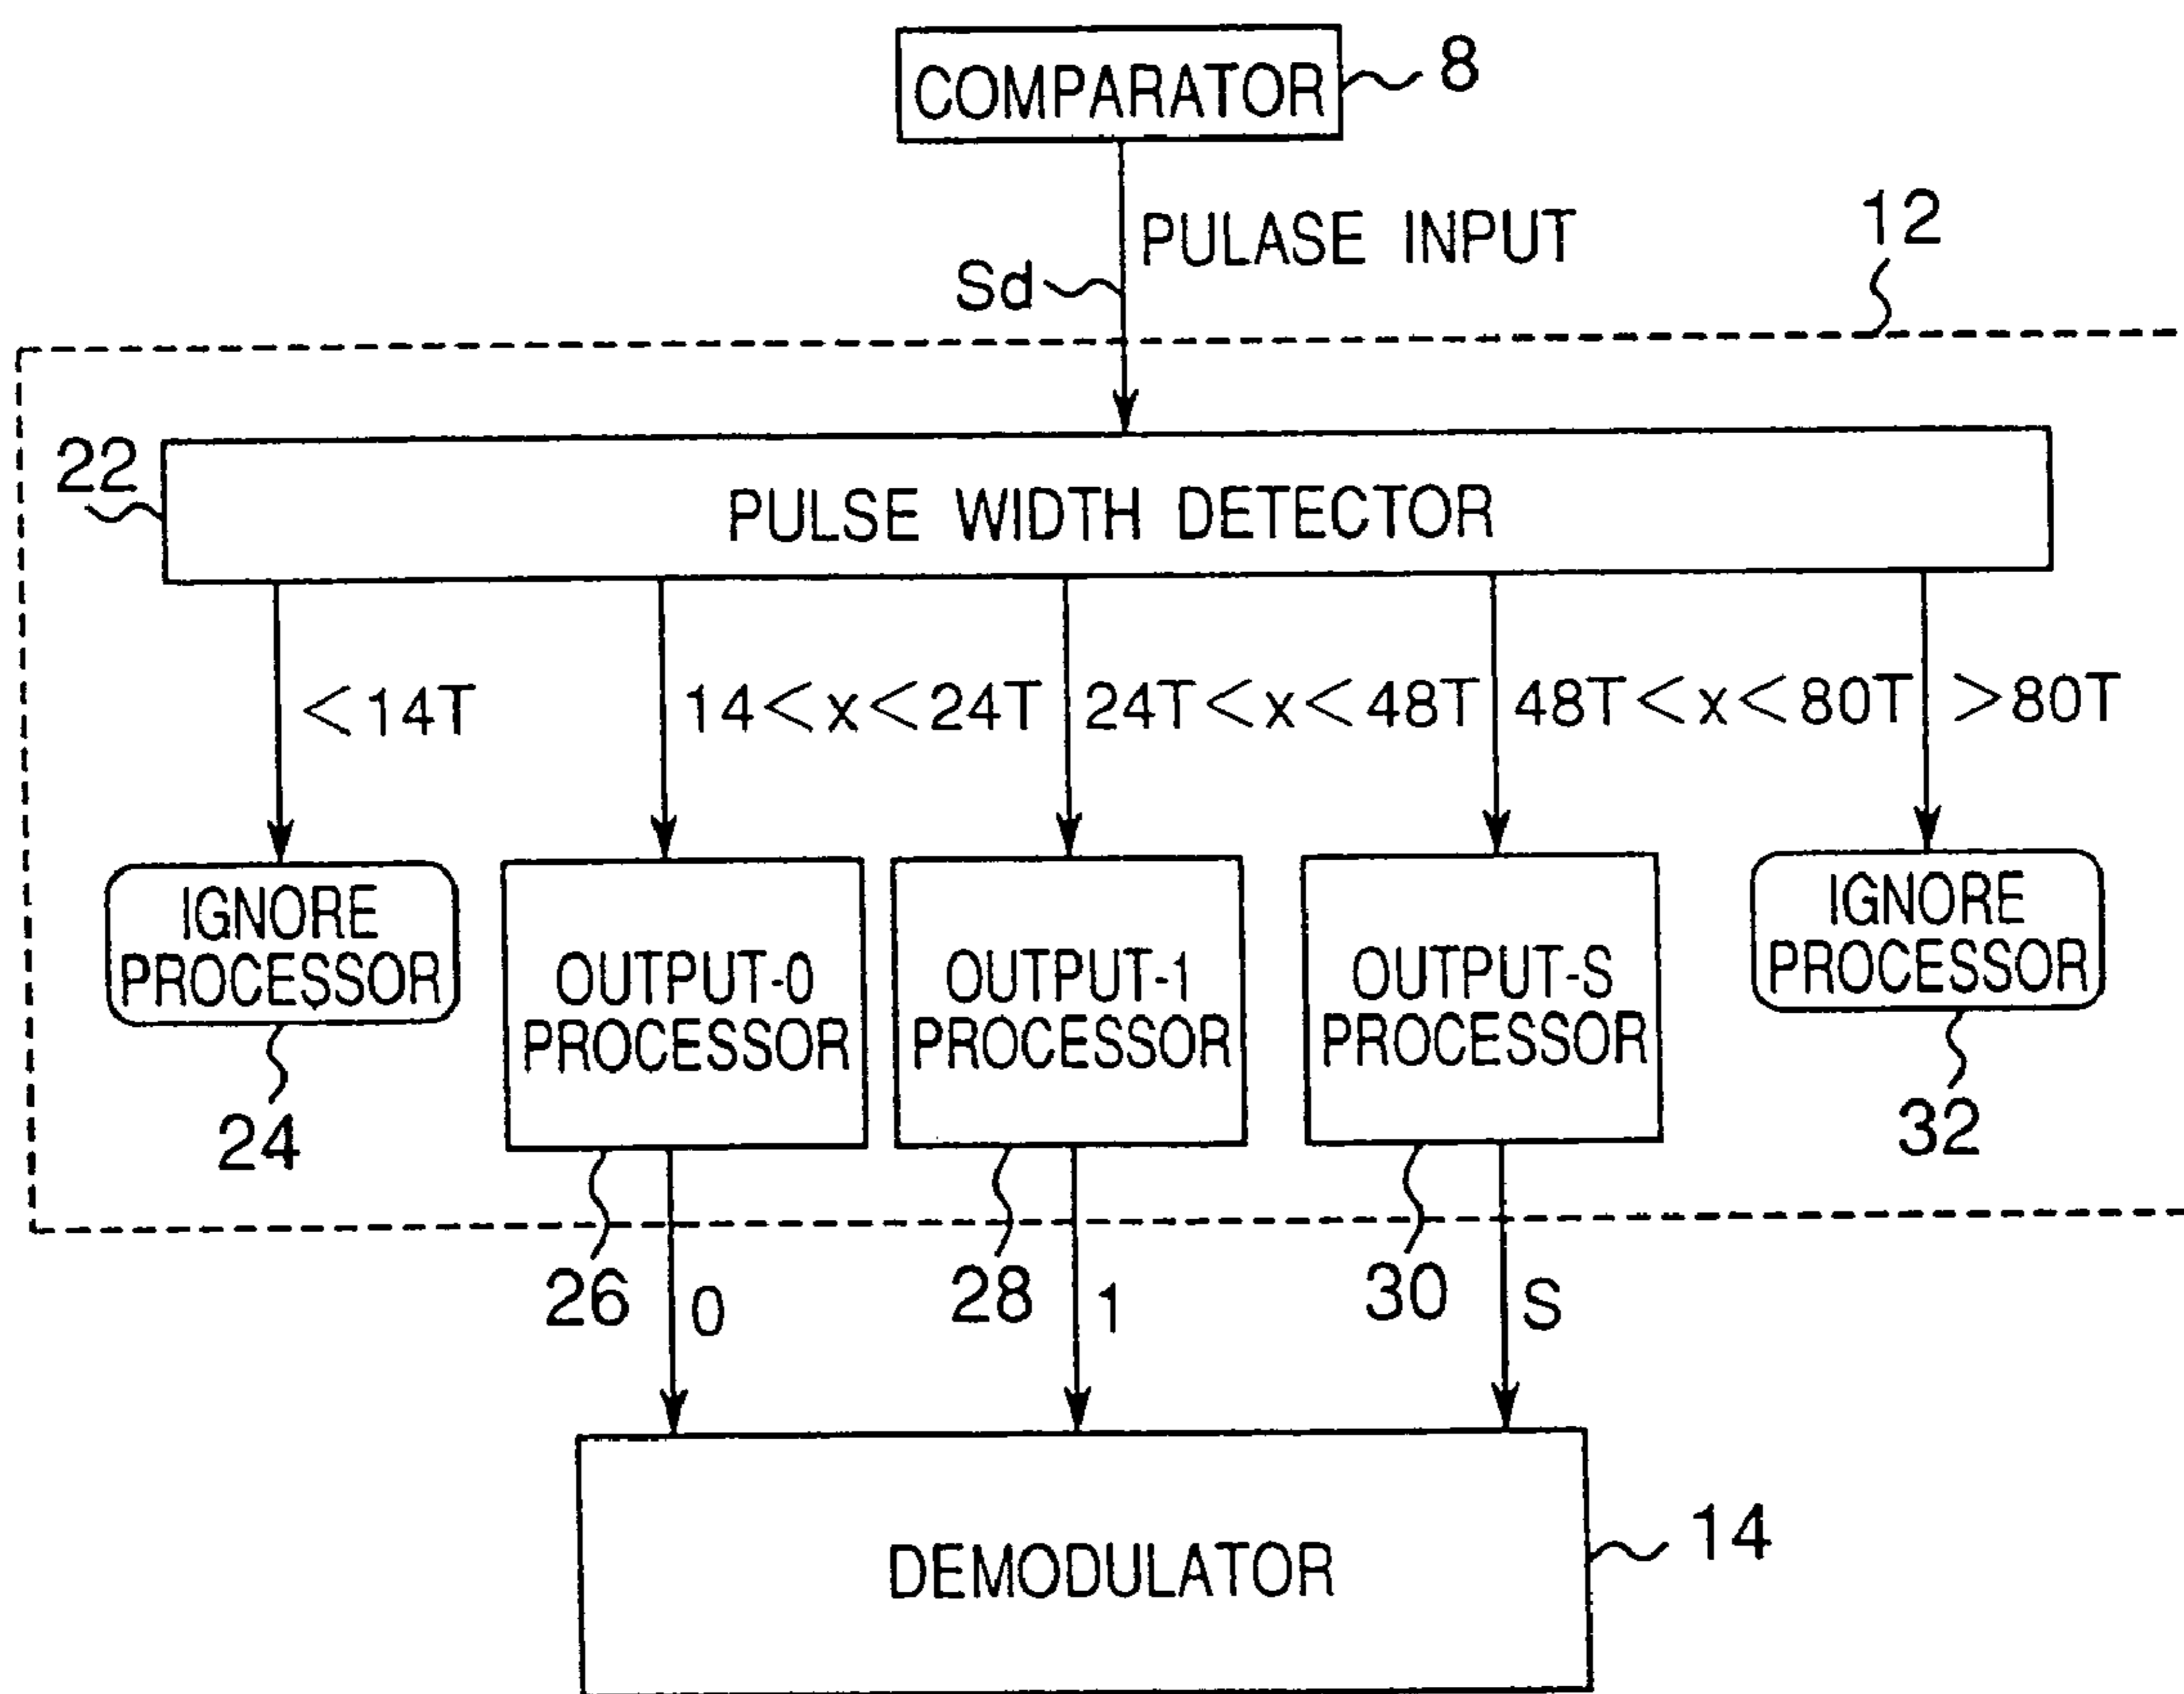 COMPARATOR
8
PULASE INPUT
12
Sd
22
PULSE WIDTH DETECTOR
<14T
14<x<24T
24T<x<48T
48T<x<80T
>80T
IGNORE
PROCESSOR
OUTPUT-0
PROCESSOR
OUTPUT-1
PROCESSOR
OUTPUT-S
PROCESSOR
IGNORE
PROCESSOR
24
32
26
0
28
1
30
S
DEMODULATOR
14